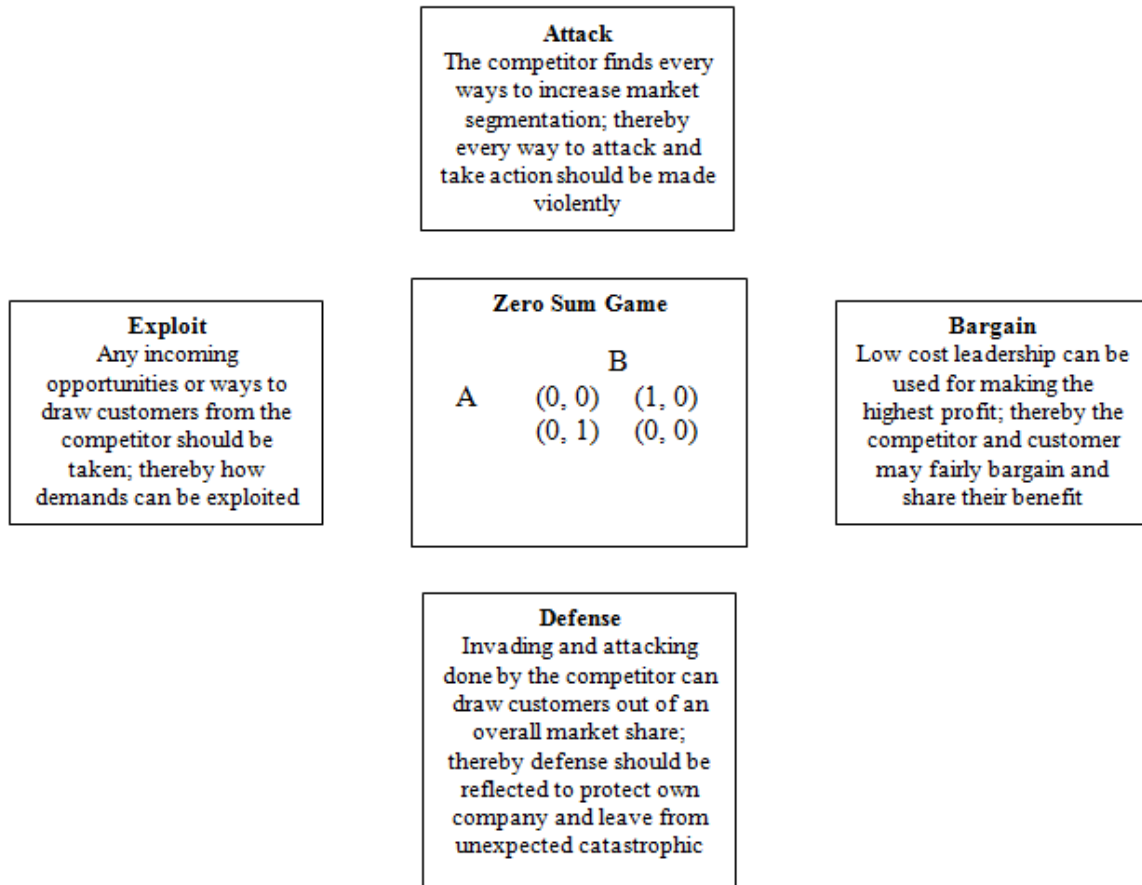 Attack
The competitor finds every
ways to increase market
segmentation; thereby
every way to attack and
take action should be made
violently
Exploit
Any incoming
opportunities or ways to
draw customers from the
competitor should be
taken; thereby how
demands can be exploited
Zero Sum Game
B
A (0, 0) (1, 0)
(0, 1) (0, 0)
Bargain
Low cost leadership can be
used for making the
highest profit; thereby the
competitor and customer
may fairly bargain and
share their benefit
Defense
Invading and attacking
done by the competitor can
draw customers out of an
overall market share;
thereby defense should be
reflected to protect own
company and leave from
unexpected catastrophic